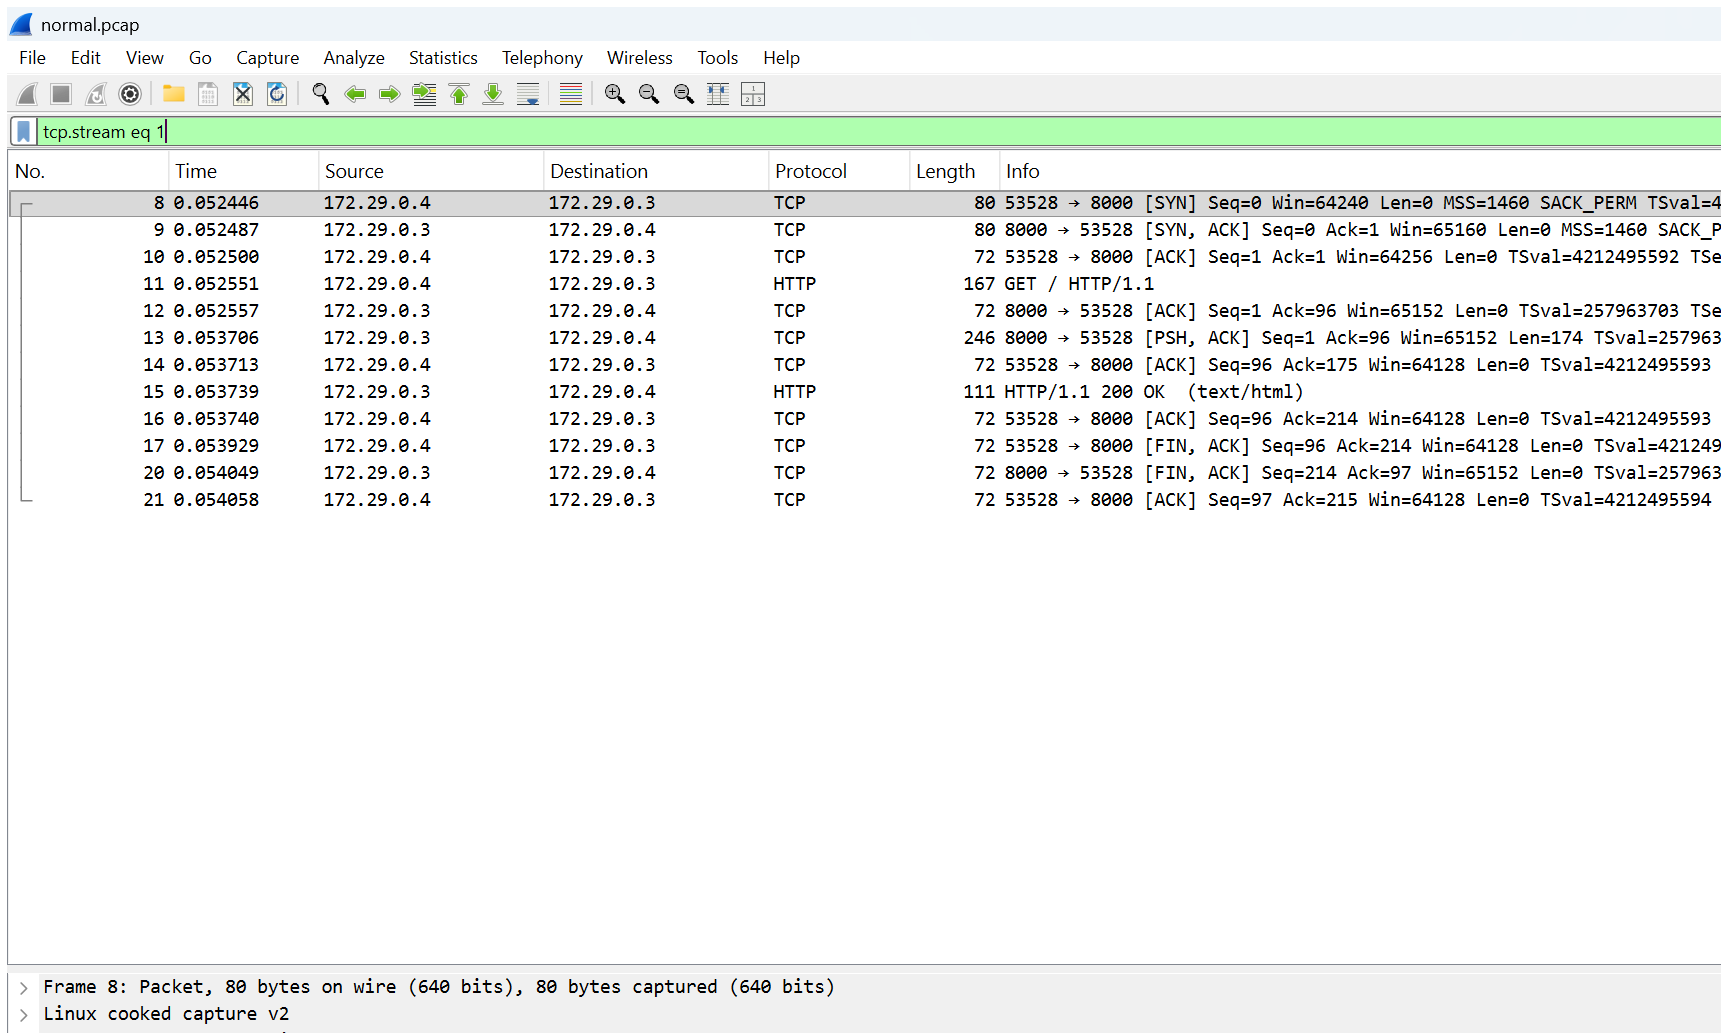 normal.pcap
File Edit View Go Capture Analyze Statistics Telephony Wireless Tools Help
tcp.stream eq 1
No. Time Source Destination Protocol Length Info
8 0.052446 172.29.0.4 172.29.0.3 TCP 80 53528 → 8000 [SYN] Seq=0 Win=64240 Len=0 MSS=1460 SACK_PERM TSval=4
9 0.052487 172.29.0.3 172.29.0.4 TCP 80 8000 → 53528 [SYN, ACK] Seq=0 Ack=1 Win=65160 Len=0 MSS=1460 SACK_P
10 0.052500 172.29.0.4 172.29.0.3 TCP 72 53528 → 8000 [ACK] Seq=1 Ack=1 Win=64256 Len=0 TSval=4212495592 TSe
11 0.052551 172.29.0.4 172.29.0.3 HTTP 167 GET / HTTP/1.1
12 0.052557 172.29.0.3 172.29.0.4 TCP 72 8000 → 53528 [ACK] Seq=1 Ack=96 Win=65152 Len=0 TSval=257963703 TSe
13 0.053706 172.29.0.3 172.29.0.4 TCP 246 8000 → 53528 [PSH, ACK] Seq=1 Ack=96 Win=65152 Len=174 TSval=257963
14 0.053713 172.29.0.4 172.29.0.3 TCP 72 53528 → 8000 [ACK] Seq=96 Ack=175 Win=64128 Len=0 TSval=4212495593
15 0.053739 172.29.0.3 172.29.0.4 HTTP 111 HTTP/1.1 200 OK (text/html)
16 0.053740 172.29.0.4 172.29.0.3 TCP 72 53528 → 8000 [ACK] Seq=96 Ack=214 Win=64128 Len=0 TSval=4212495593
17 0.053929 172.29.0.4 172.29.0.3 TCP 72 53528 → 8000 [FIN, ACK] Seq=96 Ack=214 Win=64128 Len=0 TSval=421249
20 0.054049 172.29.0.3 172.29.0.4 TCP 72 8000 → 53528 [FIN, ACK] Seq=214 Ack=97 Win=65152 Len=0 TSval=257963
21 0.054058 172.29.0.4 172.29.0.3 TCP 72 53528 → 8000 [ACK] Seq=97 Ack=215 Win=64128 Len=0 TSval=4212495594
Frame 8: Packet, 80 bytes on wire (640 bits), 80 bytes captured (640 bits)
Linux cooked capture v2